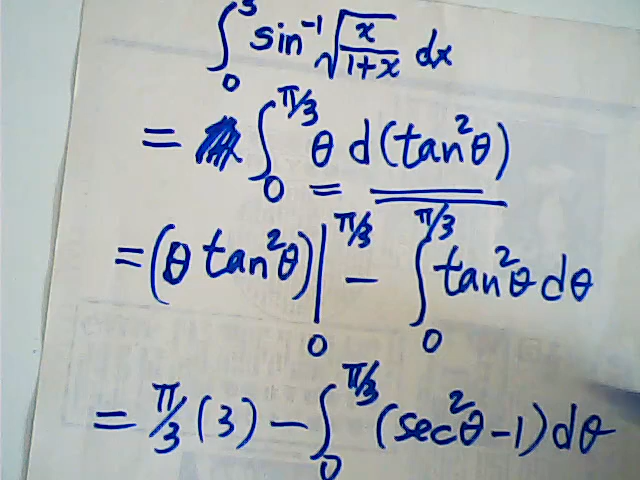 ∫₀³ sin⁻¹√(x/(1+x)) dx
= ∫₀^(π/3) θ d(tan²θ)
= (θ tan²θ)|₀^(π/3) − ∫₀^(π/3) tan²θ dθ
= π/3 (3) − ∫₀^(π/3) (sec²θ − 1) dθ